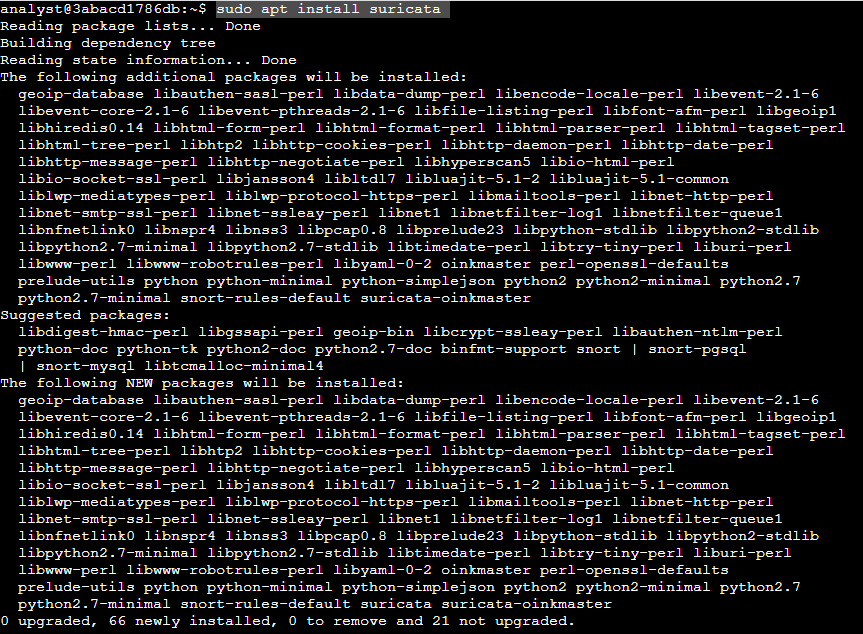 analyst@3abacd1786db:~$ sudo apt install suricata
Reading package lists... Done
Building dependency tree
Reading state information... Done
The following additional packages will be installed:
  geoip-database libauthen-sasl-perl libdata-dump-perl libencode-locale-perl libevent-2.1-6
  libevent-core-2.1-6 libevent-pthreads-2.1-6 libfile-listing-perl libfont-afm-perl libgeoip1
  libhiredis0.14 libhtml-form-perl libhtml-format-perl libhtml-parser-perl libhtml-tagset-perl
  libhtml-tree-perl libhtp2 libhttp-cookies-perl libhttp-daemon-perl libhttp-date-perl
  libhttp-message-perl libhttp-negotiate-perl libhyperscan5 libio-html-perl
  libio-socket-ssl-perl libjansson4 libltdl7 libluajit-5.1-2 libluajit-5.1-common
  liblwp-mediatypes-perl liblwp-protocol-https-perl libmailtools-perl libnet-http-perl
  libnet-smtp-ssl-perl libnet-ssleay-perl libnet1 libnetfilter-log1 libnetfilter-queue1
  libnfnetlink0 libnspr4 libnss3 libpcap0.8 libprelude23 libpython-stdlib libpython2-stdlib
  libpython2.7-minimal libpython2.7-stdlib libtimedate-perl libtry-tiny-perl liburi-perl
  libwww-perl libwww-robotrules-perl libyaml-0-2 oinkmaster perl-openssl-defaults
  prelude-utils python python-minimal python-simplejson python2 python2-minimal python2.7
  python2.7-minimal snort-rules-default suricata-oinkmaster
Suggested packages:
  libdigest-hmac-perl libgssapi-perl geoip-bin libcrypt-ssleay-perl libauthen-ntlm-perl
  python-doc python-tk python2-doc python2.7-doc binfmt-support snort | snort-pgsql
  | snort-mysql libtcmalloc-minimal4
The following NEW packages will be installed:
  geoip-database libauthen-sasl-perl libdata-dump-perl libencode-locale-perl libevent-2.1-6
  libevent-core-2.1-6 libevent-pthreads-2.1-6 libfile-listing-perl libfont-afm-perl libgeoip1
  libhiredis0.14 libhtml-form-perl libhtml-format-perl libhtml-parser-perl libhtml-tagset-perl
  libhtml-tree-perl libhtp2 libhttp-cookies-perl libhttp-daemon-perl libhttp-date-perl
  libhttp-message-perl libhttp-negotiate-perl libhyperscan5 libio-html-perl
  libio-socket-ssl-perl libjansson4 libltdl7 libluajit-5.1-2 libluajit-5.1-common
  liblwp-mediatypes-perl liblwp-protocol-https-perl libmailtools-perl libnet-http-perl
  libnet-smtp-ssl-perl libnet-ssleay-perl libnet1 libnetfilter-log1 libnetfilter-queue1
  libnfnetlink0 libnspr4 libnss3 libpcap0.8 libprelude23 libpython-stdlib libpython2-stdlib
  libpython2.7-minimal libpython2.7-stdlib libtimedate-perl libtry-tiny-perl liburi-perl
  libwww-perl libwww-robotrules-perl libyaml-0-2 oinkmaster perl-openssl-defaults
  prelude-utils python python-minimal python-simplejson python2 python2-minimal python2.7
  python2.7-minimal snort-rules-default suricata suricata-oinkmaster
0 upgraded, 66 newly installed, 0 to remove and 21 not upgraded.